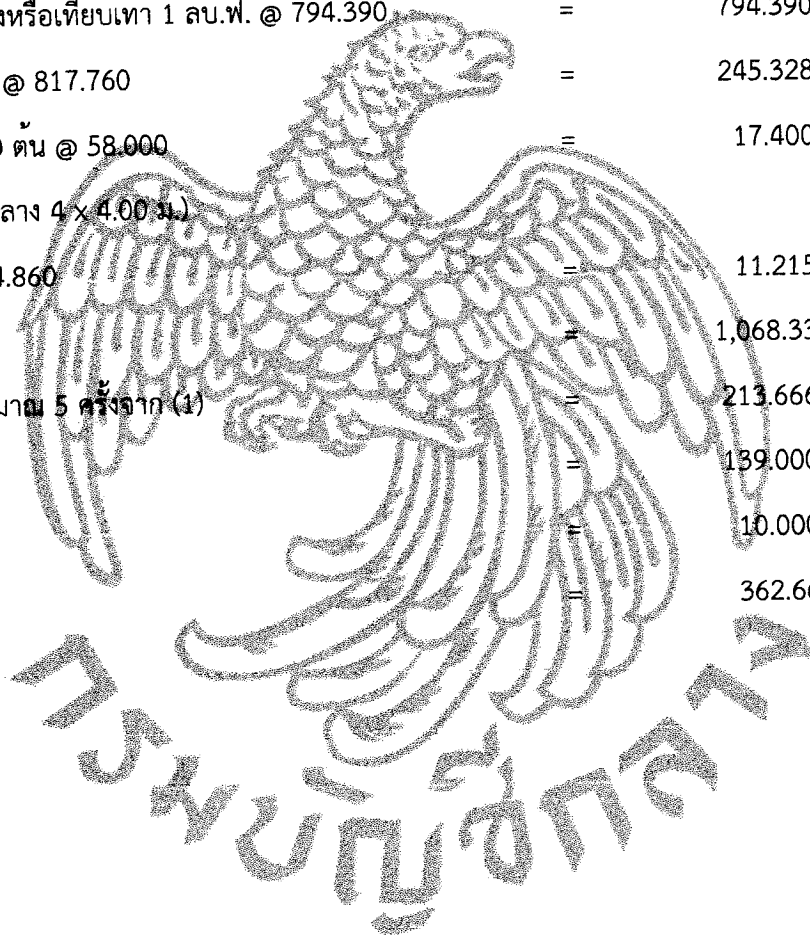 งหรือเทียบเทา 1 ลบ.ฟ. @ 794.390 = 794.390
@ 817.760 = 245.328
ต้น @ 58.000 = 17.400
ลาง 4 x 4.00 ม.)
4.860 = 11.215
= 1,068.33
มาณ 5 ครั้งจาก (1) = 213.666
= 139.000
= 10.000
= 362.66
กรมบัญชีกลาง